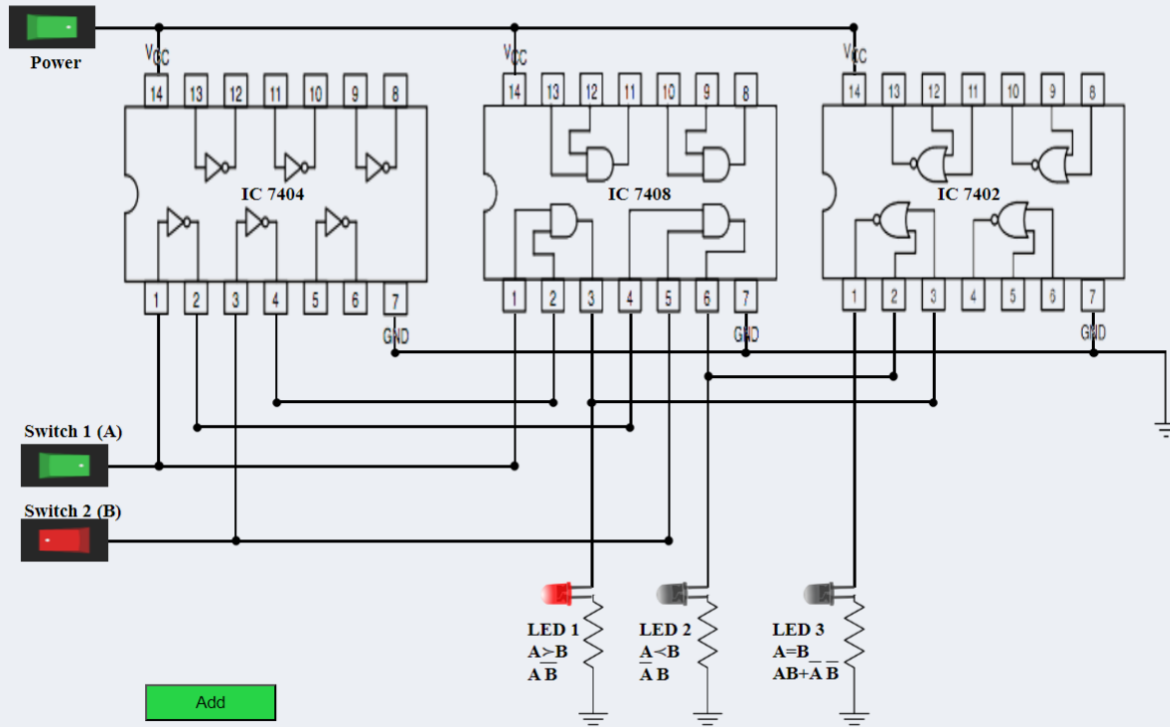 Power
VCC
VCC
VCC
14 13 12 11 10 9 8
14 13 12 11 10 9 8
14 13 12 11 10 9 8
IC 7404
IC 7408
IC 7402
1 2 3 4 5 6 7
1 2 3 4 5 6 7
1 2 3 4 5 6 7
GND
GND
GND
Switch 1 (A)
Switch 2 (B)
LED 1
A>B
AB̅
LED 2
A<B
A̅B
LED 3
A=B
AB+A̅ B̅
Add